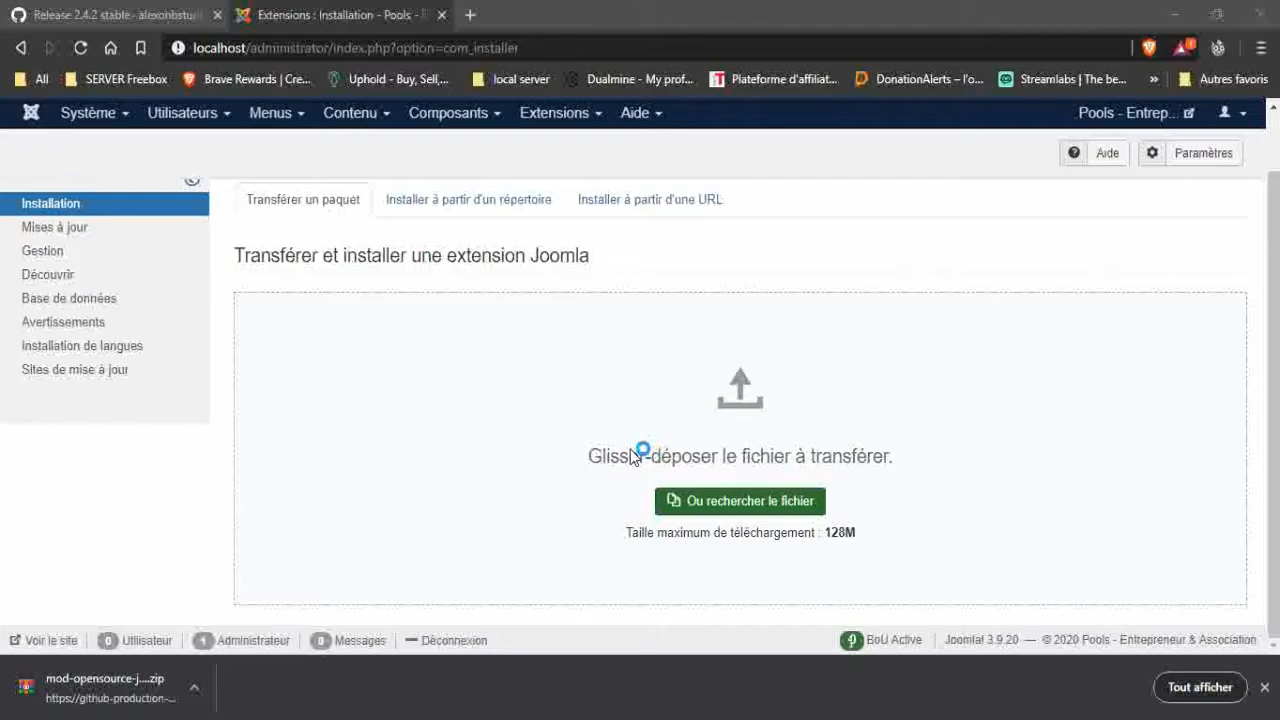 Release 2.4.2 stable - alexonbstudi
Extensions : Installation - Pools -
localhost/administrator/index.php?option=com_installer
All
SERVER Freebox
Brave Rewards | Cre...
Uphold - Buy, Sell,...
local server
Dualmine - My prof...
Plateforme d'affiliat...
DonationAlerts – l'o...
Streamlabs | The be...
»
Autres favoris
Système
Utilisateurs
Menus
Contenu
Composants
Extensions
Aide
Pools - Entrep...
Aide
Paramètres
Installation
Mises à jour
Gestion
Découvrir
Base de données
Avertissements
Installation de langues
Sites de mise à jour
Transférer un paquet
Installer à partir d'un répertoire
Installer à partir d'une URL
Transférer et installer une extension Joomla
Glisser-déposer le fichier à transférer.
Ou rechercher le fichier
Taille maximum de téléchargement : 128M
Voir le site
0 Utilisateur
1 Administrateur
0 Messages
Déconnexion
BoU Active
Joomla! 3.9.20 — © 2020 Pools - Entrepreneur & Association
mod-opensource-j....zip
https://github-production-...
Tout afficher